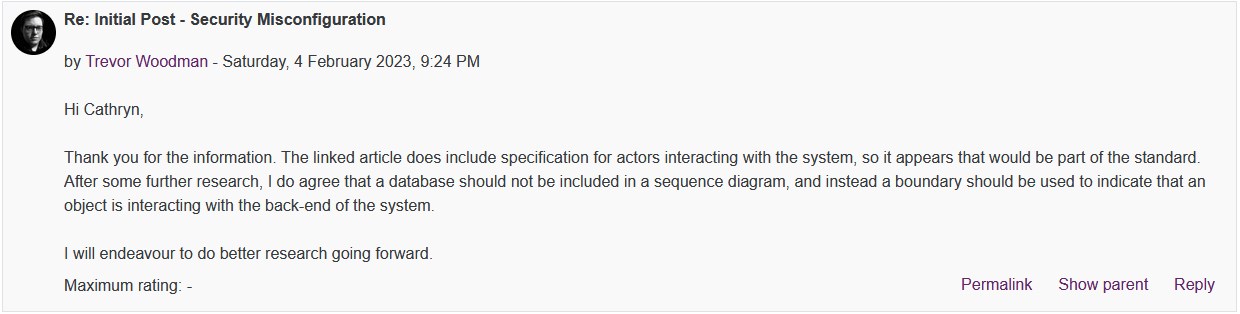 Re: Initial Post - Security Misconfiguration
by Trevor Woodman - Saturday, 4 February 2023, 9:24 PM
Hi Cathryn,
Thank you for the information. The linked article does include specification for actors interacting with the system, so it appears that would be part of the standard.
After some further research, I do agree that a database should not be included in a sequence diagram, and instead a boundary should be used to indicate that an
object is interacting with the back-end of the system.
I will endeavour to do better research going forward.
Maximum rating: -
Permalink Show parent Reply